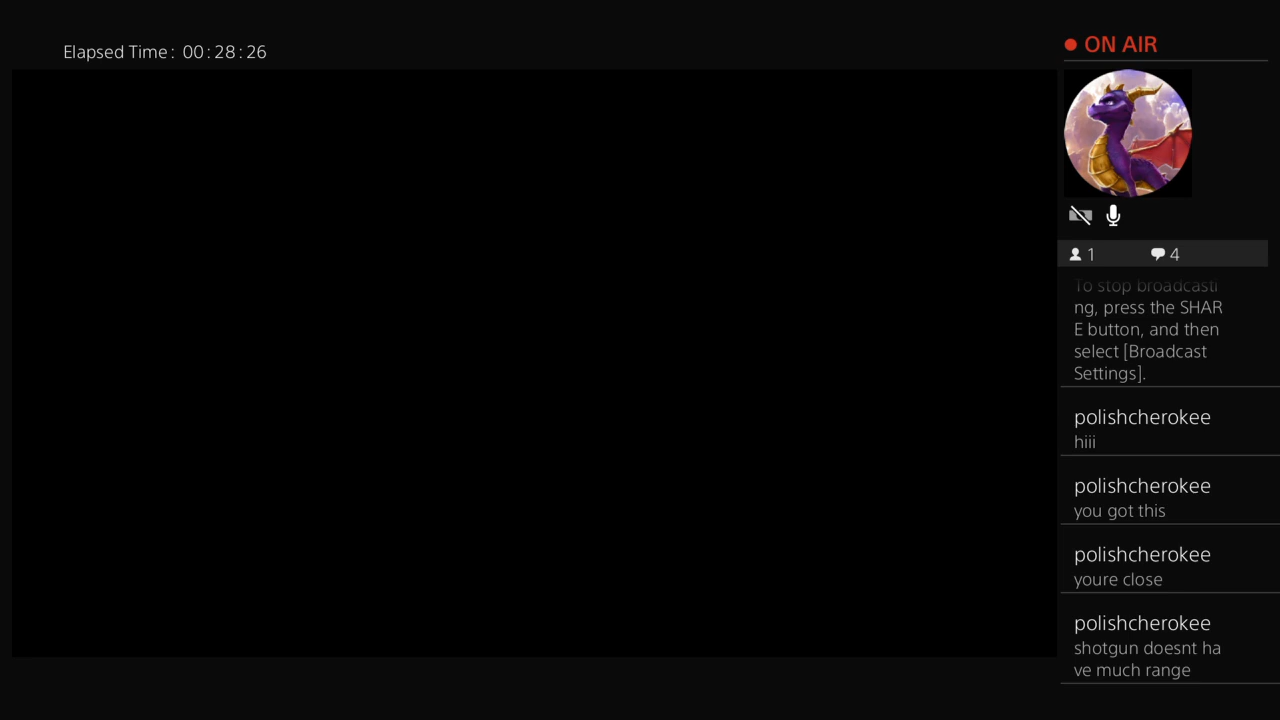 Elapsed Time: 00:28:26
ON AIR
1 4
To stop broadcasti
ng, press the SHAR
E button, and then
select [Broadcast
Settings].
polishcherokee
hiii
polishcherokee
you got this
polishcherokee
youre close
polishcherokee
shotgun doesnt ha
ve much range